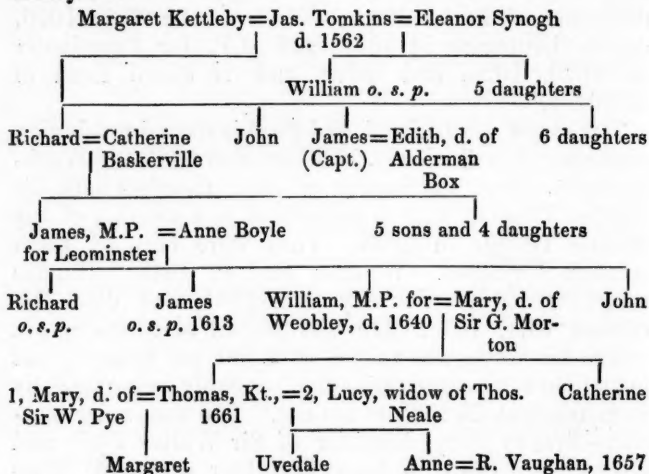 Margaret Kettleby=Jas. Tomkins=Eleanor Synogh
d. 1562
William o. s. p. 5 daughters
Richard=Catherine John James=Edith, d. of 6 daughters
Baskerville (Capt.) Alderman
Box
James, M.P. =Anne Boyle 5 sons and 4 daughters
for Leominster
Richard James William, M.P. for=Mary, d. of John
o. s. p. o. s. p. 1613 Weobley, d. 1640 Sir G. Mor-
ton
1, Mary, d. of=Thomas, Kt.,=2, Lucy, widow of Thos. Catherine
Sir W. Pye 1661 Neale
Margaret Uvedale Anne=R. Vaughan, 1657